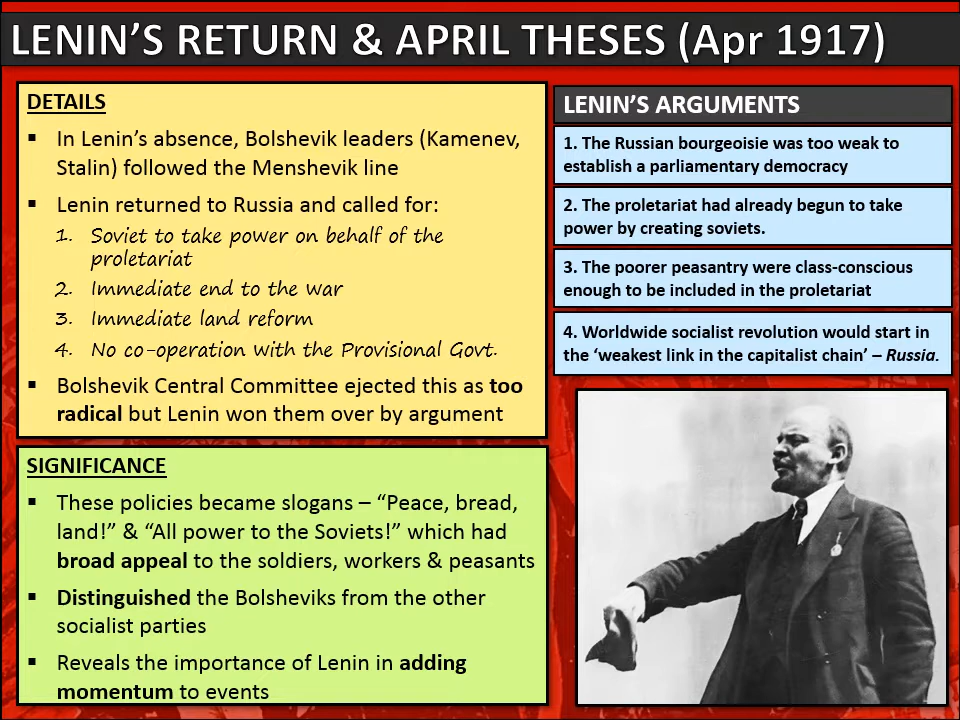 LENIN'S RETURN & APRIL THESES (Apr 1917)
DETAILS
▪ In Lenin's absence, Bolshevik leaders (Kamenev,
Stalin) followed the Menshevik line
▪ Lenin returned to Russia and called for:
1. Soviet to take power on behalf of the
proletariat
2. Immediate end to the war
3. Immediate land reform
4. No co-operation with the Provisional Govt.
▪ Bolshevik Central Committee ejected this as too
radical but Lenin won them over by argument
SIGNIFICANCE
▪ These policies became slogans – “Peace, bread,
land!” & “All power to the Soviets!” which had
broad appeal to the soldiers, workers & peasants
▪ Distinguished the Bolsheviks from the other
socialist parties
▪ Reveals the importance of Lenin in adding
momentum to events
LENIN'S ARGUMENTS
1. The Russian bourgeoisie was too weak to
establish a parliamentary democracy
2. The proletariat had already begun to take
power by creating soviets.
3. The poorer peasantry were class-conscious
enough to be included in the proletariat
4. Worldwide socialist revolution would start in
the ‘weakest link in the capitalist chain’ – Russia.